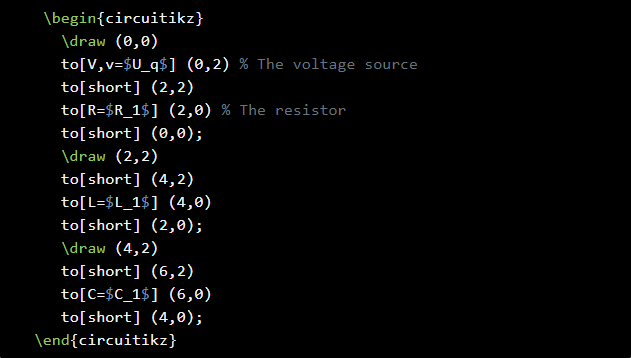 \begin{circuitikz}
\draw (0,0)
to[V,v=$U_q$] (0,2) % The voltage source
to[short] (2,2)
to[R=$R_1$] (2,0) % The resistor
to[short] (0,0);
\draw (2,2)
to[short] (4,2)
to[L=$L_1$] (4,0)
to[short] (2,0);
\draw (4,2)
to[short] (6,2)
to[C=$C_1$] (6,0)
to[short] (4,0);
\end{circuitikz}